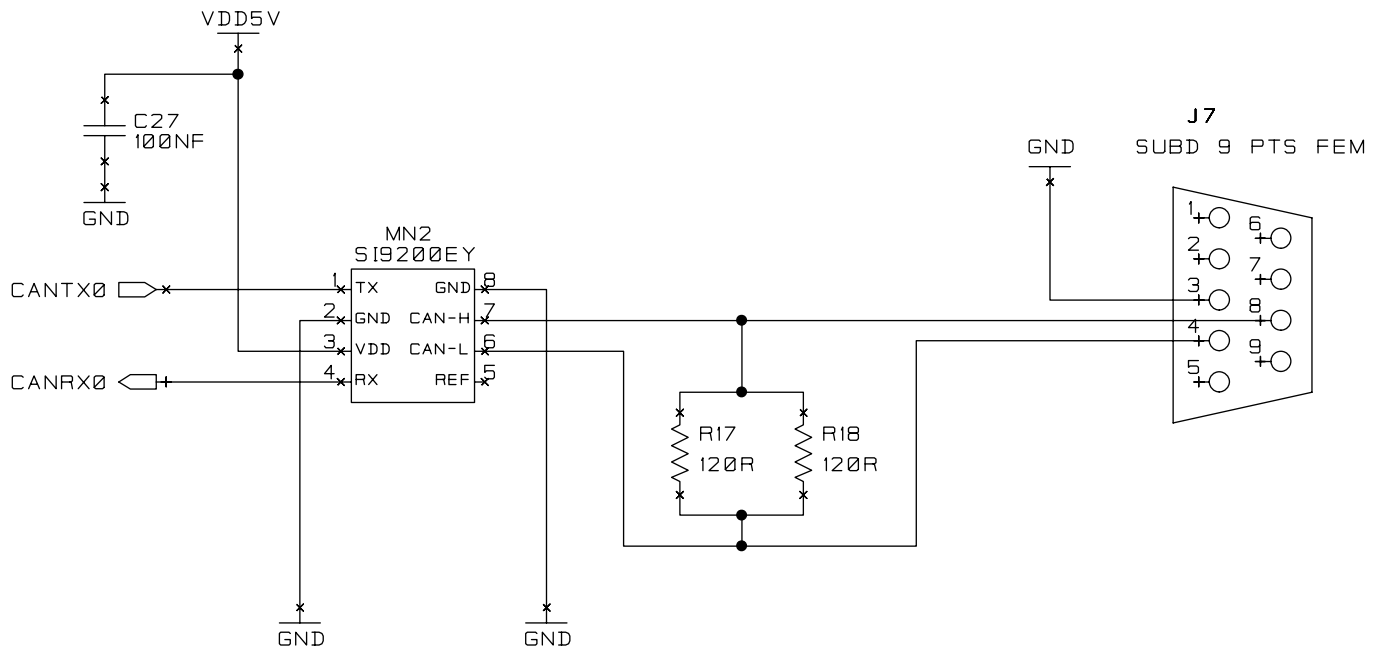 VDD5V
C27
100NF
GND
J7
SUBD 9 PTS FEM
GND
1
2
3
4
5
6
7
8
9
MN2
SI9200EY
CANTX0
CANRX0
1 TX
2 GND
3 VDD
4 RX
GND 8
CAN-H 7
CAN-L 6
REF 5
R17
120R
R18
120R
GND
GND